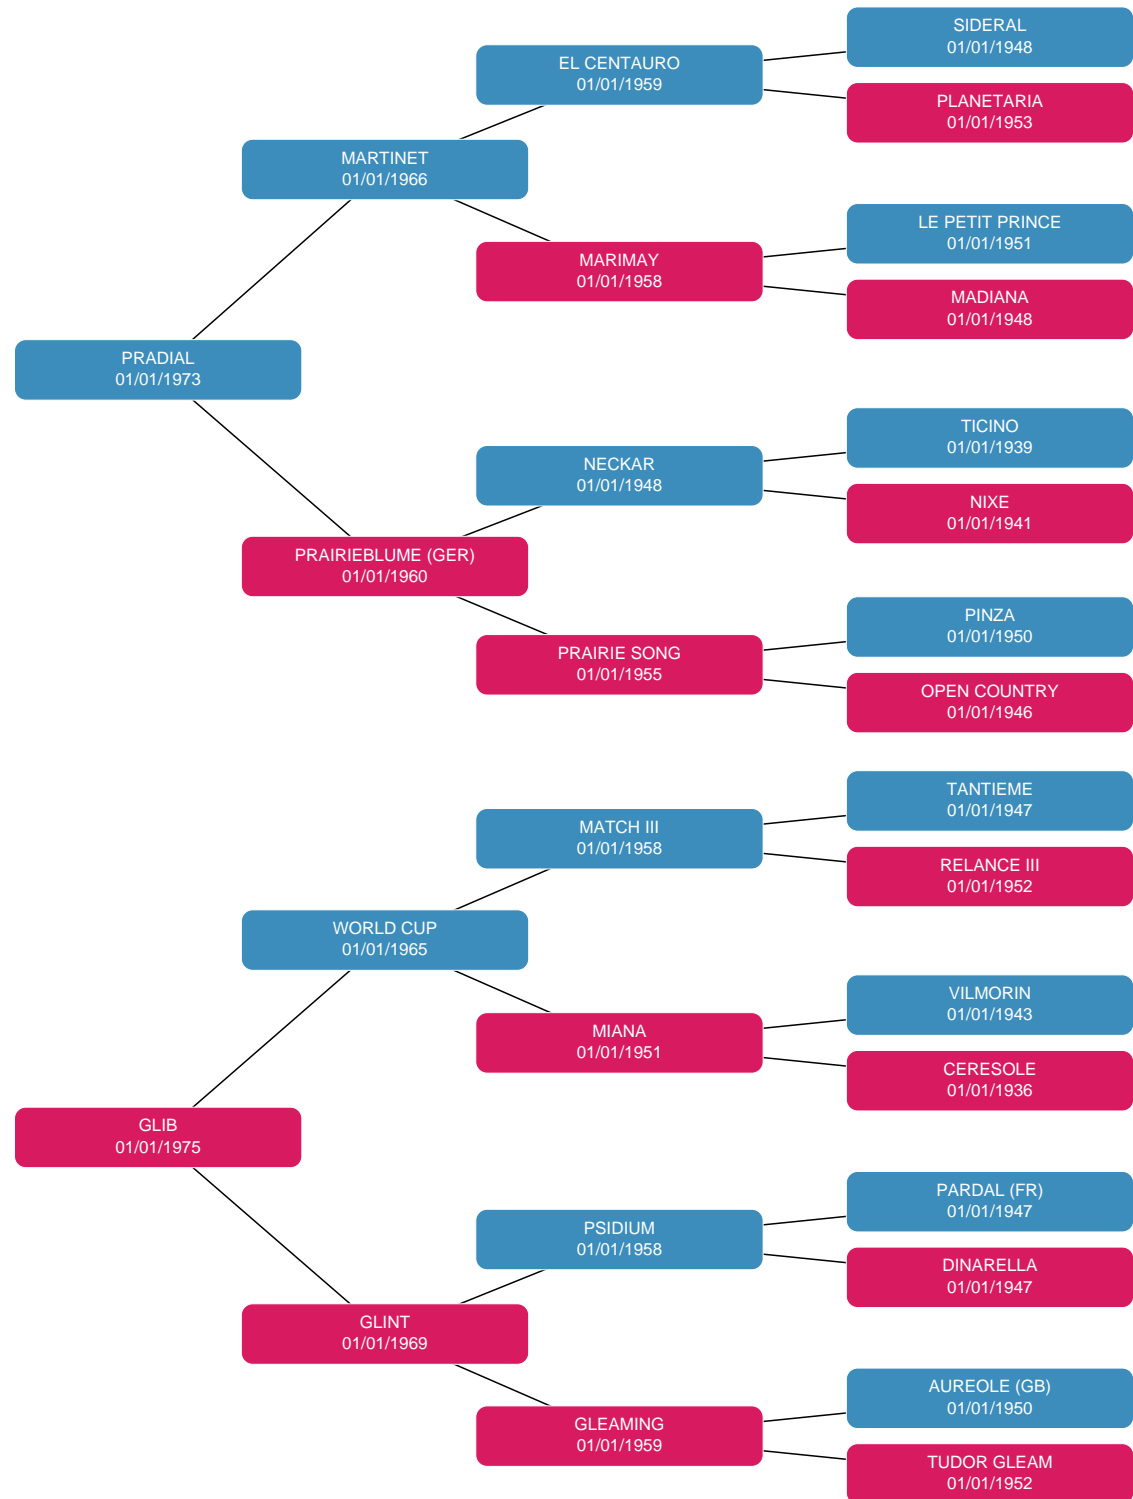 SIDERAL
01/01/1948
EL CENTAURO
01/01/1959
PLANETARIA
01/01/1953
MARTINET
01/01/1966
LE PETIT PRINCE
01/01/1951
MARIMAY
01/01/1958
MADIANA
01/01/1948
PRADIAL
01/01/1973
TICINO
01/01/1939
NECKAR
01/01/1948
NIXE
01/01/1941
PRAIRIEBLUME (GER)
01/01/1960
PINZA
01/01/1950
PRAIRIE SONG
01/01/1955
OPEN COUNTRY
01/01/1946
TANTIEME
01/01/1947
MATCH III
01/01/1958
RELANCE III
01/01/1952
WORLD CUP
01/01/1965
VILMORIN
01/01/1943
MIANA
01/01/1951
CERESOLE
01/01/1936
GLIB
01/01/1975
PARDAL (FR)
01/01/1947
PSIDIUM
01/01/1958
DINARELLA
01/01/1947
GLINT
01/01/1969
AUREOLE (GB)
01/01/1950
GLEAMING
01/01/1959
TUDOR GLEAM
01/01/1952